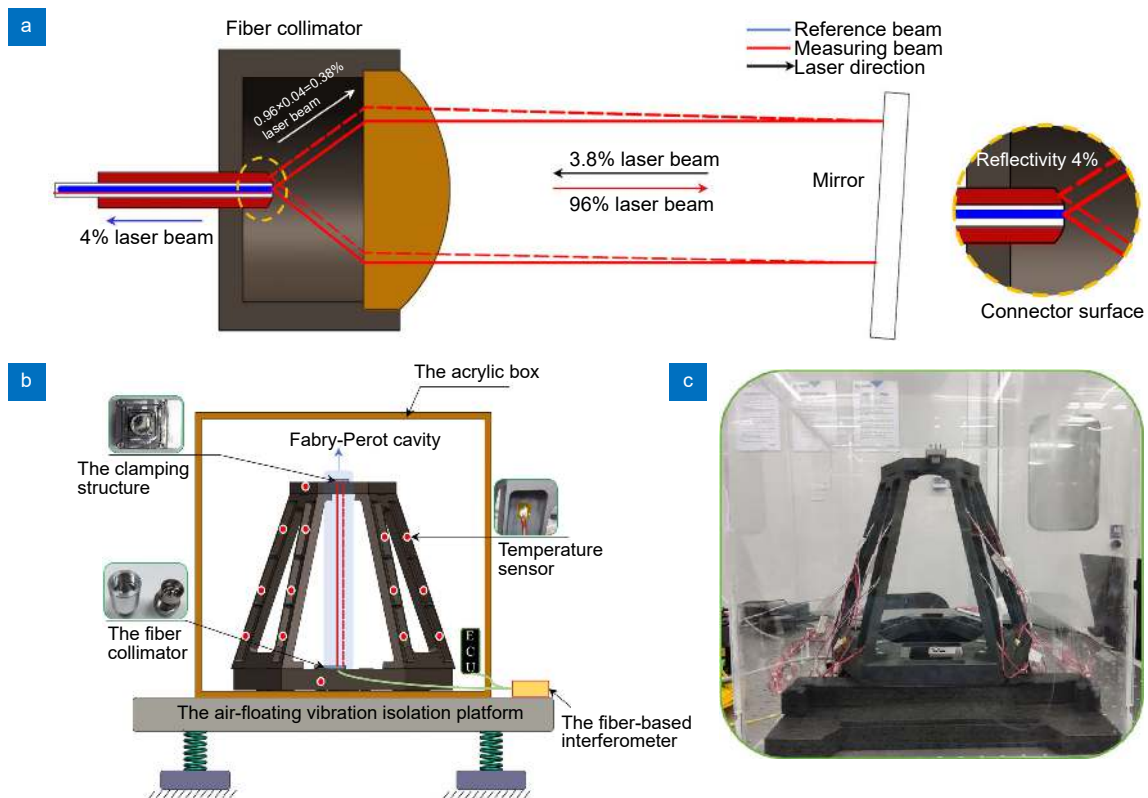 a
Fiber collimator
Reference beam
Measuring beam
Laser direction
0.96×0.04=0.38%
laser beam
3.8% laser beam
96% laser beam
Mirror
4% laser beam
Reflectivity 4%
Connector surface
b
The acrylic box
Fabry-Perot cavity
The clamping
structure
Temperature
sensor
The fiber
collimator
ECU
The air-floating vibration isolation platform
The fiber-based
interferometer
c